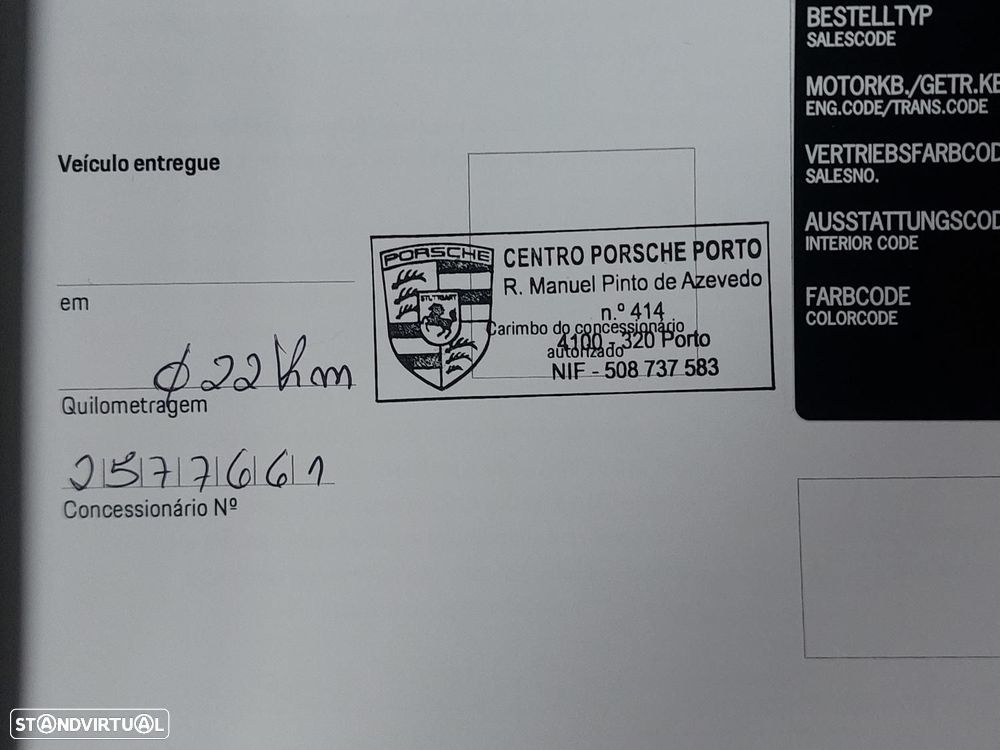 BESTELLTYP
SALESCODE
MOTORKB./GETR.KE
ENG.CODE/TRANS.CODE
VERTRIEBSFARBCOD
SALESNO.
AUSSTATTUNGSCOD
INTERIOR CODE
FARBCODE
COLORCODE
Veículo entregue
em
Ø22 Km
Quilometragem
2577661
Concessionário Nº
PORSCHE
STUTTGART
CENTRO PORSCHE PORTO
R. Manuel Pinto de Azevedo
n.º 414
Carimbo do concessionário
4100 - 320 Porto
autorizado
NIF - 508 737 583
STANDVIRTUAL